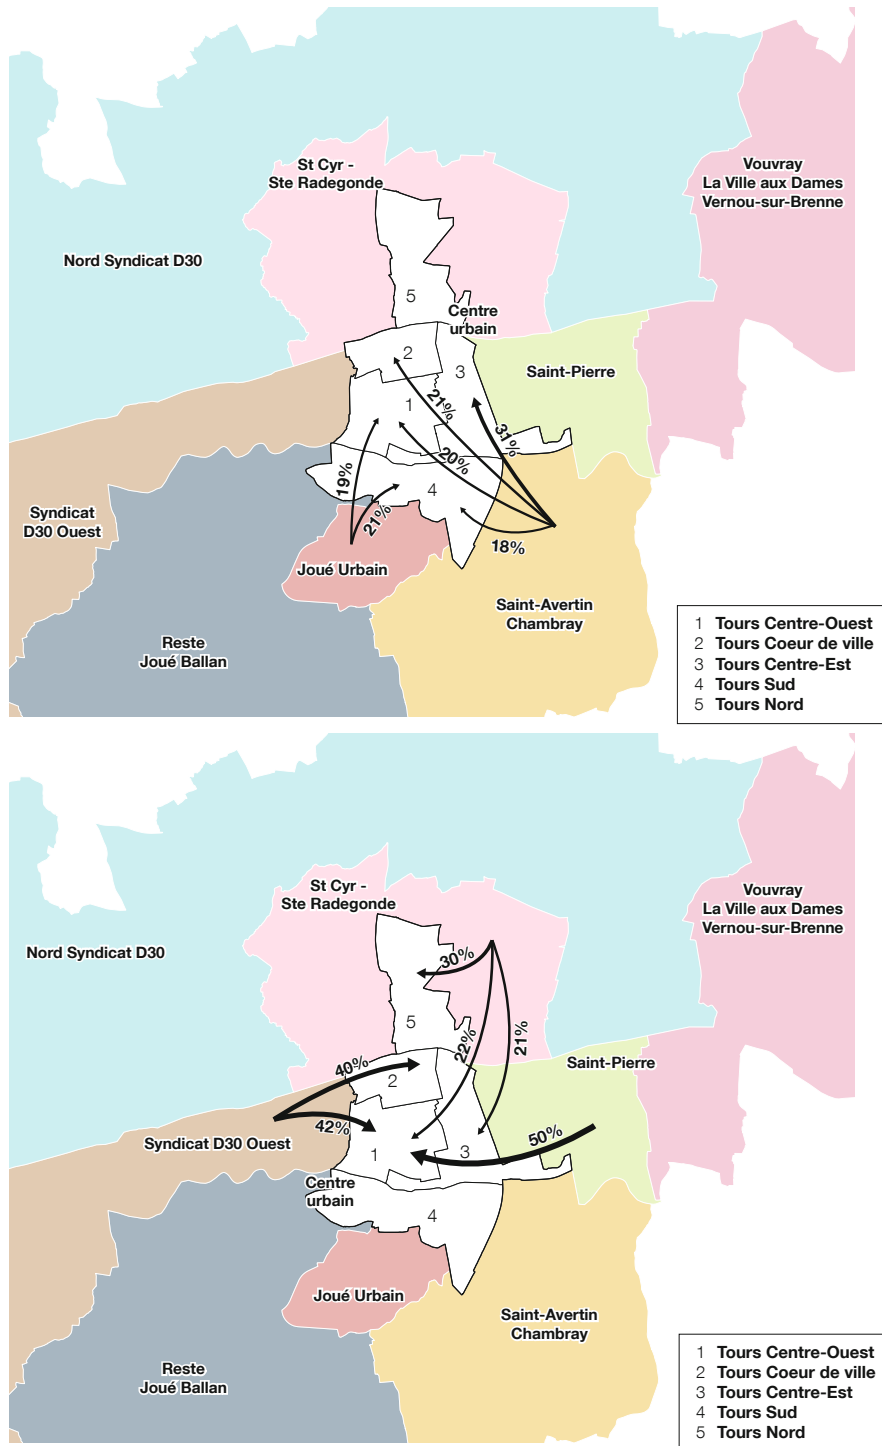 St Cyr -
Ste Radegonde
Vouvray
La Ville aux Dames
Vernou-sur-Brenne
Nord Syndicat D30
5
Centre
urbain
2
3
Saint-Pierre
21%
1
31%
20%
19%
4
Syndicat
D30 Ouest
21%
18%
Joué Urbain
Saint-Avertin
Chambray
Reste
Joué Ballan
1 Tours Centre-Ouest
2 Tours Coeur de ville
3 Tours Centre-Est
4 Tours Sud
5 Tours Nord
St Cyr -
Ste Radegonde
Vouvray
La Ville aux Dames
Vernou-sur-Brenne
Nord Syndicat D30
30%
5
22%
21%
Saint-Pierre
40%
2
42%
50%
Syndicat D30 Ouest
1
3
Centre
urbain
4
Joué Urbain
Saint-Avertin
Chambray
Reste
Joué Ballan
1 Tours Centre-Ouest
2 Tours Coeur de ville
3 Tours Centre-Est
4 Tours Sud
5 Tours Nord